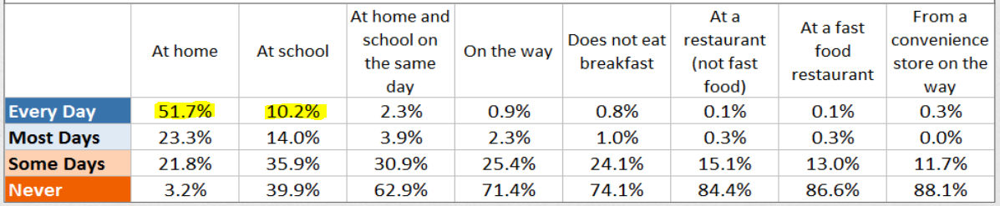 At home
At school
At home and
school on
the same
day
On the way
Does not eat
breakfast
At a
restaurant
(not fast
food)
At a fast
food
restaurant
From a
convenience
store on the
way
Every Day 51.7% 10.2% 2.3% 0.9% 0.8% 0.1% 0.1% 0.3%
Most Days 23.3% 14.0% 3.9% 2.3% 1.0% 0.3% 0.3% 0.0%
Some Days 21.8% 35.9% 30.9% 25.4% 24.1% 15.1% 13.0% 11.7%
Never 3.2% 39.9% 62.9% 71.4% 74.1% 84.4% 86.6% 88.1%